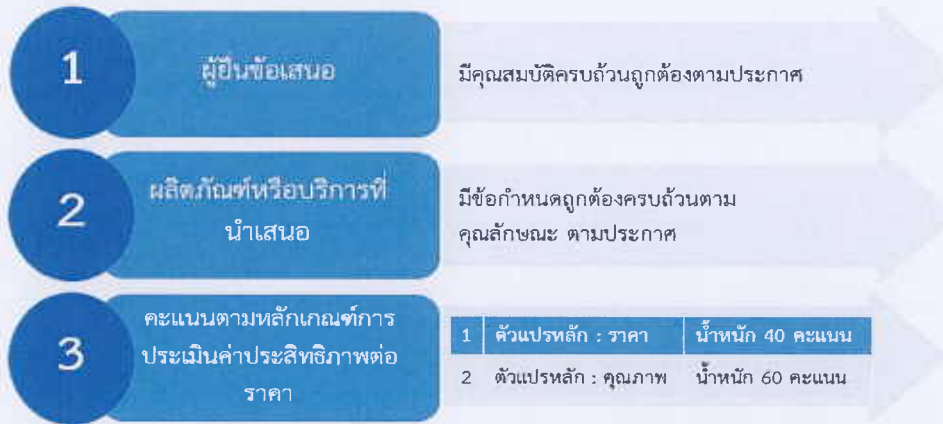 1
ผู้ยื่นข้อเสนอ
มีคุณสมบัติครบถ้วนถูกต้องตามประกาศ
2
ผลิตภัณฑ์หรือบริการที่
นำเสนอ
มีข้อกำหนดถูกต้องครบถ้วนตาม
คุณลักษณะ ตามประกาศ
3
คะแนนตามหลักเกณฑ์การ
ประเมินค่าประสิทธิภาพต่อ
ราคา
1 ตัวแปรหลัก : ราคา น้ำหนัก 40 คะแนน
2 ตัวแปรหลัก : คุณภาพ น้ำหนัก 60 คะแนน